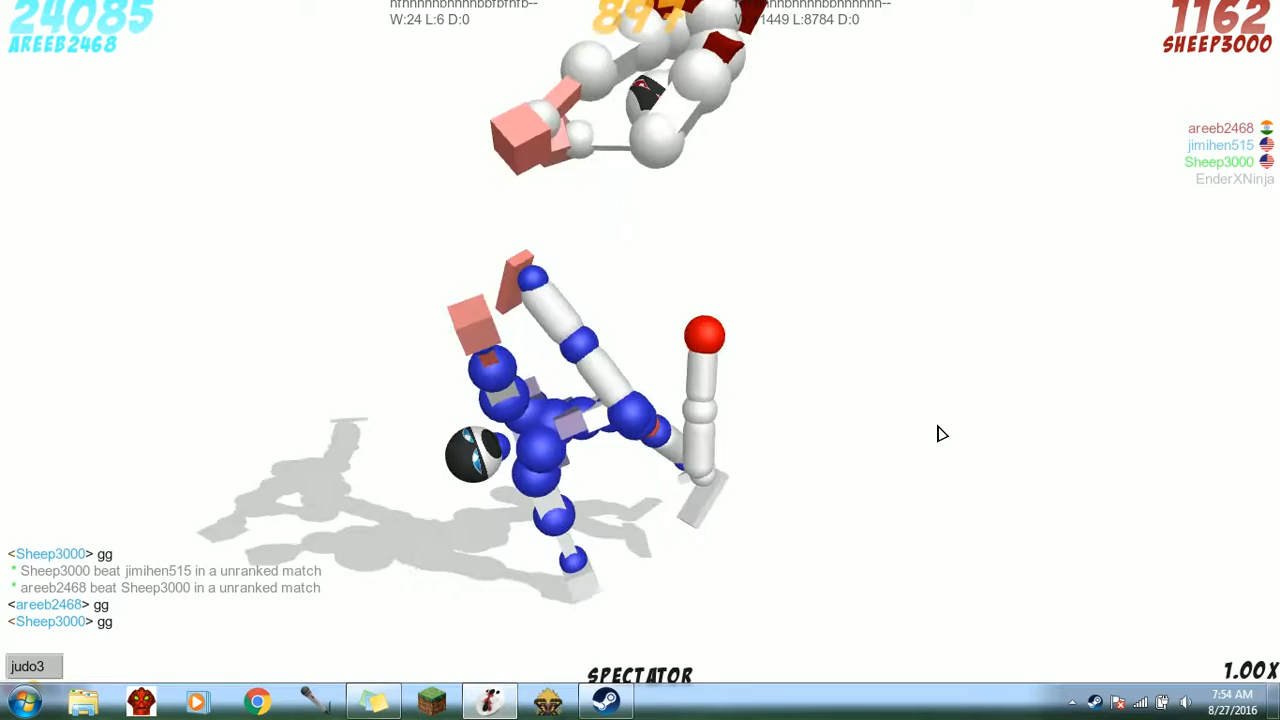 24085
AREEB2468
W:24 L:6 D:0
897
1449 L:8784 D:0
1162
SHEEP3000
areeb2468
jimihen515
Sheep3000
EnderXNinja
<Sheep3000> gg
* Sheep3000 beat jimihen515 in a unranked match
* areeb2468 beat Sheep3000 in a unranked match
<areeb2468> gg
<Sheep3000> gg
judo3
SPECTATOR
1.00X
7:54 AM
8/27/2016